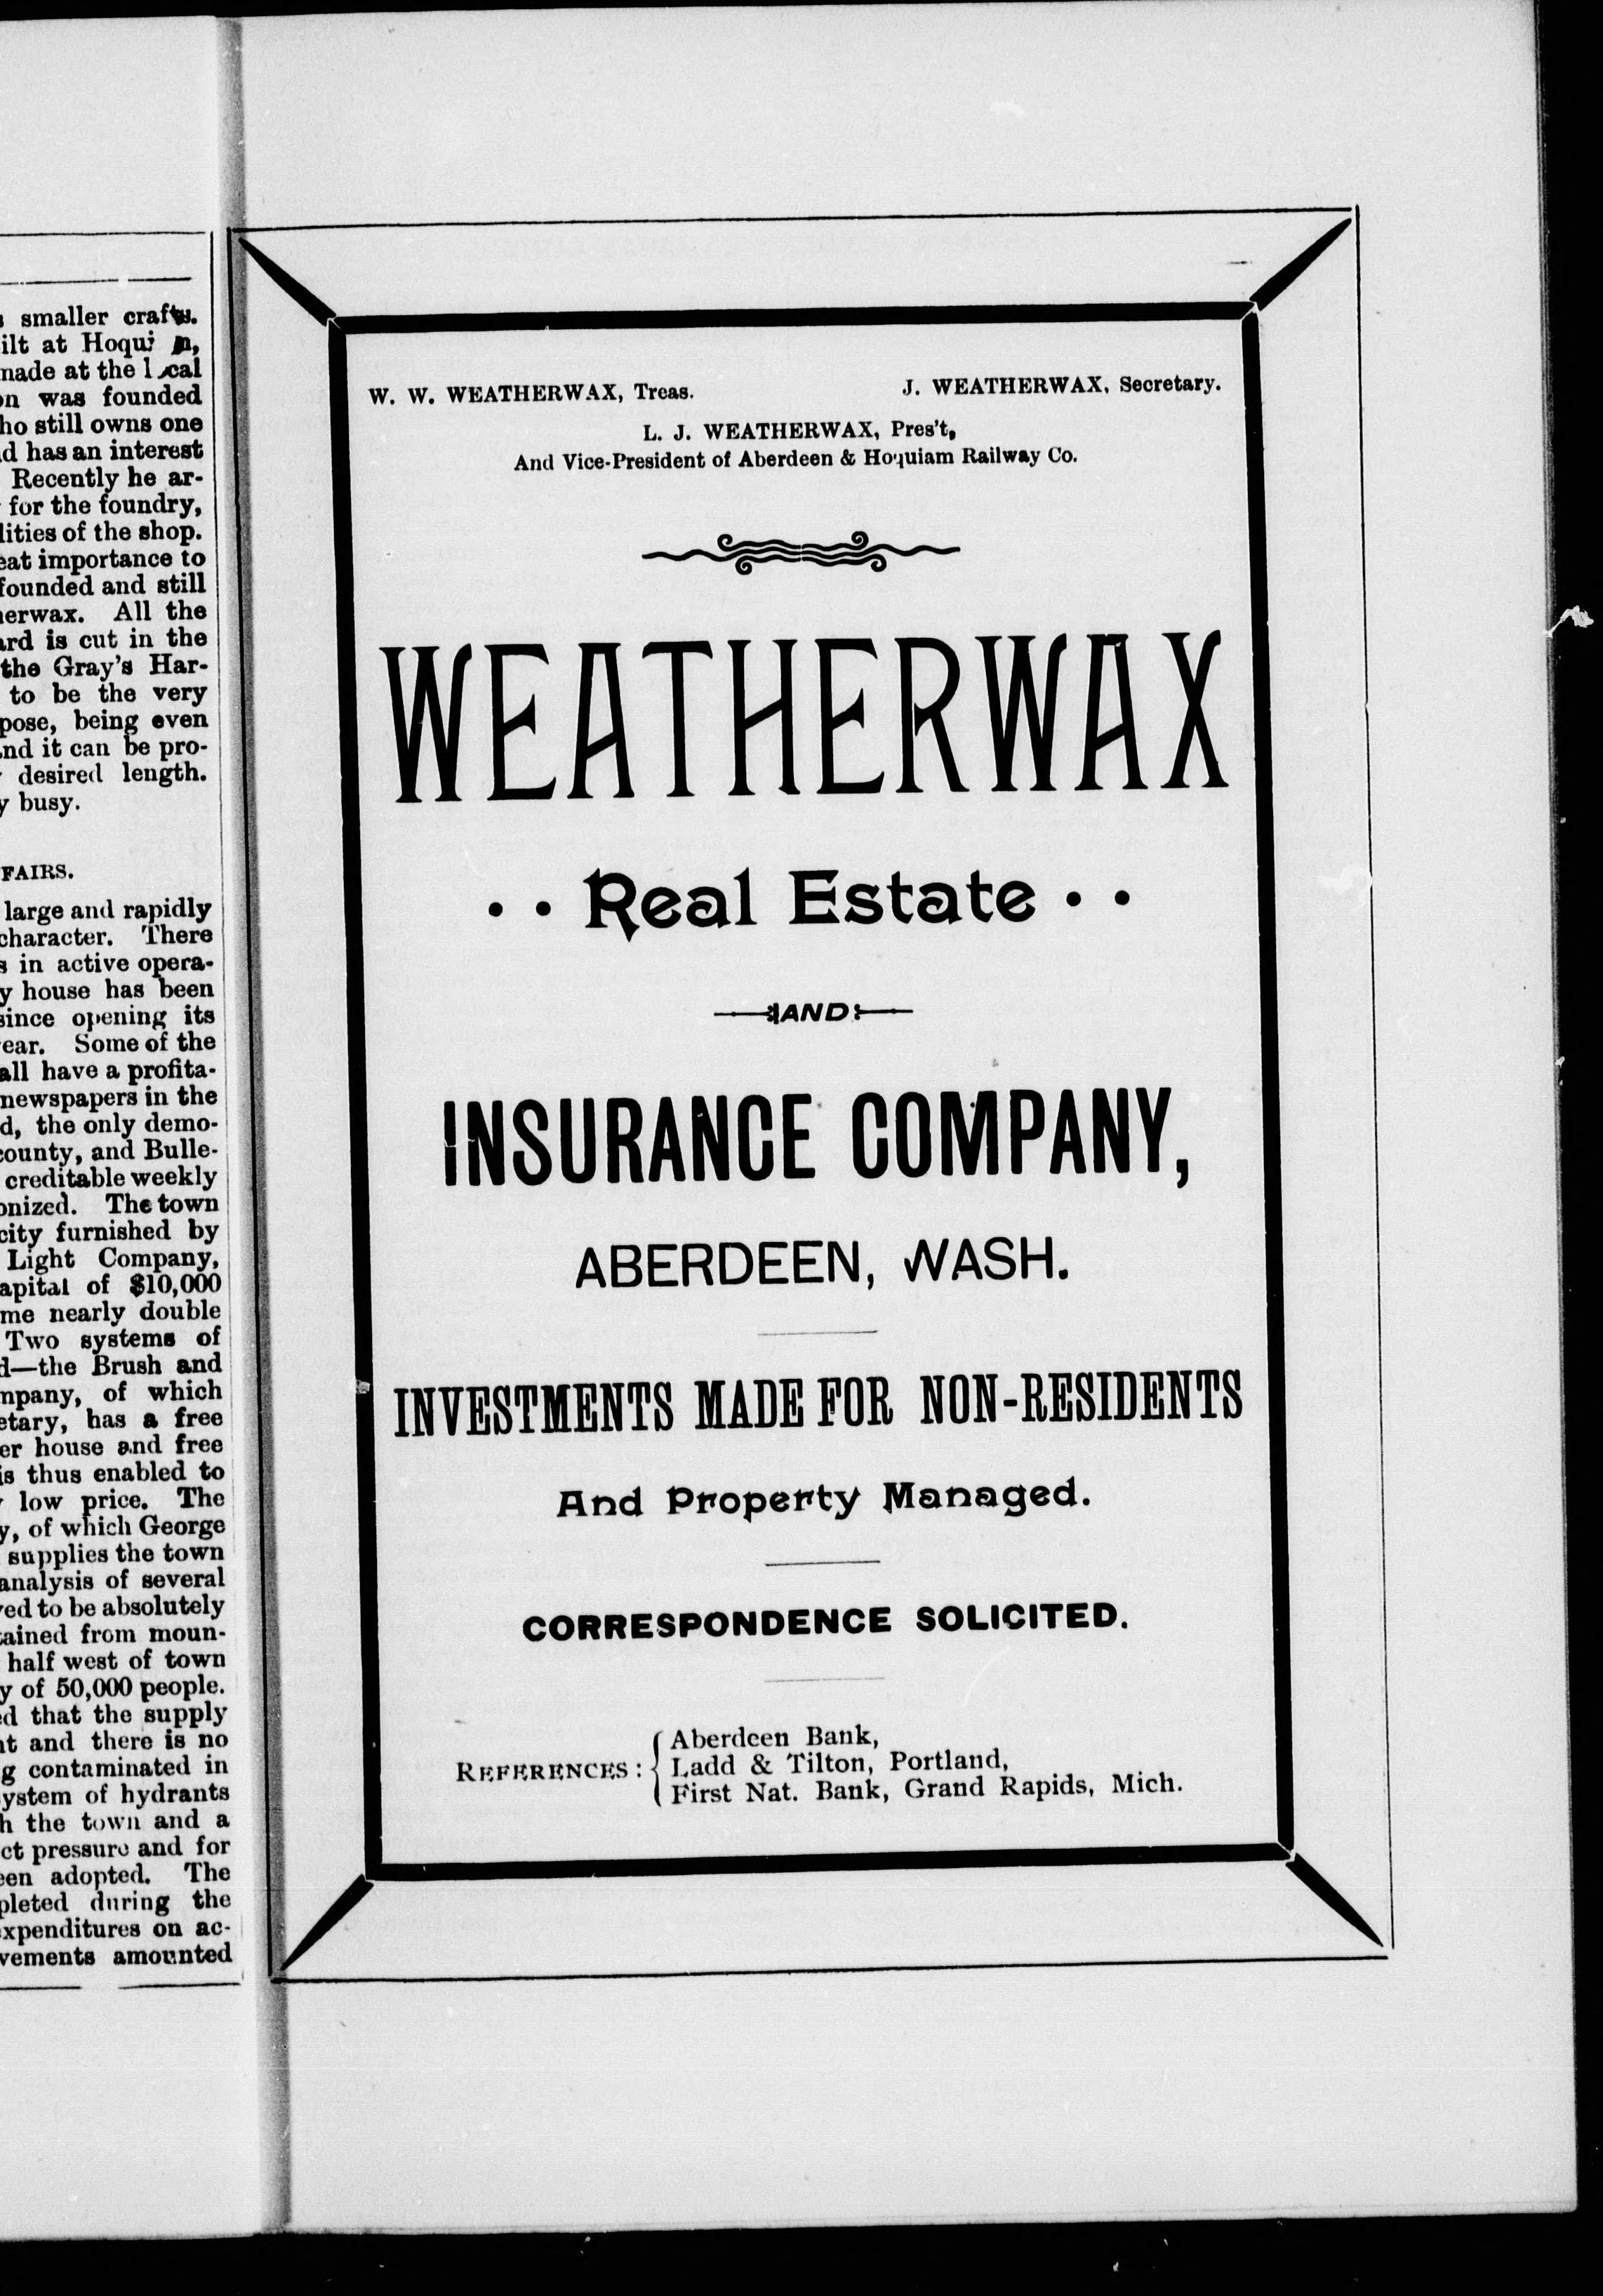 smaller crafts.
ilt at
made at the local
on was founded
ho still owns one
d has an interest
Recently he ar-
for the foundry,
lities of the shop.
eat importance to
founded and still
erwax. All the
ard is cut in the
the Gray's Har-
to be the very
pose, being even
and it can be pro-
desired length.
y busy.
FAIRS.
large and rapidly
character. There
s in active opera-
y house has been
since opening its
ear. Some of the
all have a profita-
newspapers in the
d, the only demo-
county, and Bulle-
creditable weekly
onized. The town
city furnished by
Light Company,
apital of $10,000
me nearly double
Two systems of
d—the Brush and
mpany, of which
etary, has a free
er house and free
is thus enabled to
low price. The
y, of which George
supplies the town
analysis of several
ved to be absolutely
tained from moun-
half west of town
y of 50,000 people.
ed that the supply
nt and there is no
g contaminated in
system of hydrants
h the town and a
ct pressure and for
een adopted. The
pleted during the
expenditures on ac-
vements amounted
W. W. WEATHERWAX, Treas. J. WEATHERWAX, Secretary.
L. J. WEATHERWAX, Pres't,
And Vice-President of Aberdeen & Hoquiam Railway Co.
WEATHERWAX
· · Real Estate · ·
AND
INSURANCE COMPANY,
ABERDEEN, WASH.
INVESTMENTS MADE FOR NON-RESIDENTS
And Property Managed.
CORRESPONDENCE SOLICITED.
REFERENCES: { Aberdeen Bank,
Ladd & Tilton, Portland,
First Nat. Bank, Grand Rapids, Mich.